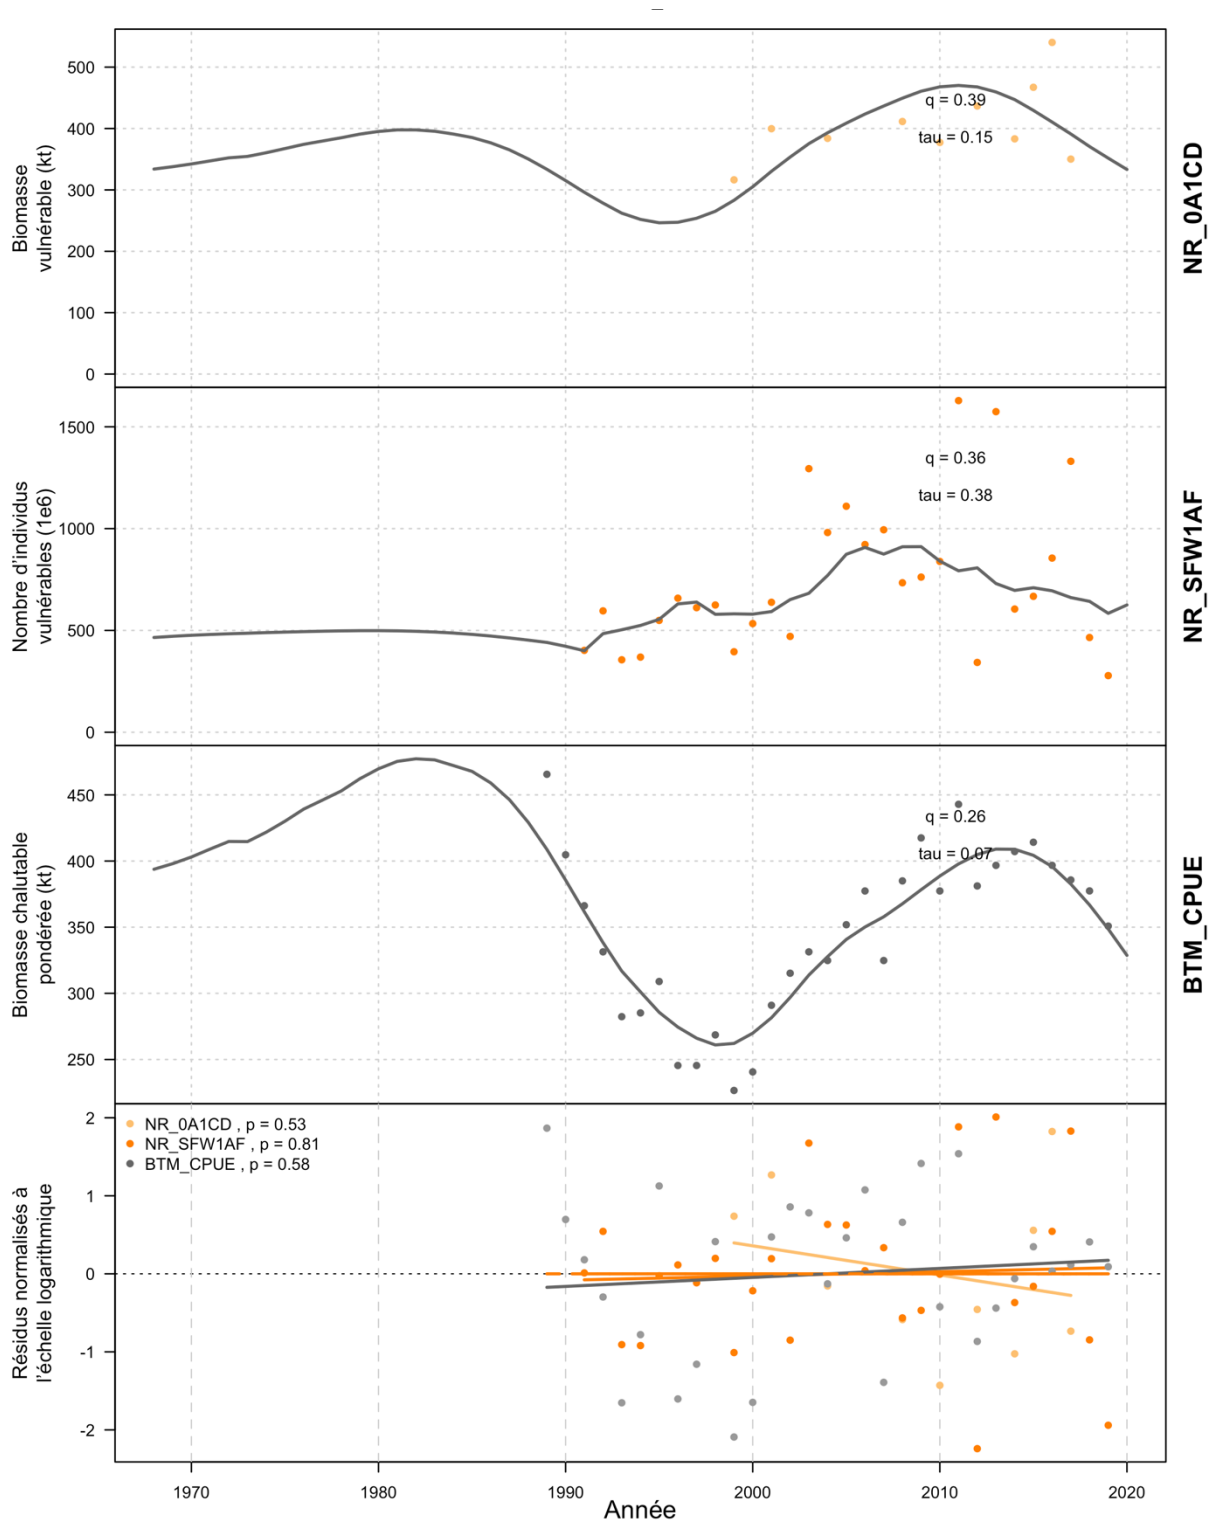 500
400
300
200
100
0
Biomasse
vulnérable (kt)
q = 0.39
tau = 0.15
NR_0A1CD
1500
1000
500
0
Nombre d'individus
vulnérables (1e6)
q = 0.36
tau = 0.38
NR_SFW1AF
450
400
350
300
250
Biomasse chalutable
pondérée (kt)
q = 0.26
tau = 0.07
BTM_CPUE
2
1
0
-1
-2
Résidus normalisés à
l'échelle logarithmique
NR_0A1CD , p = 0.53
NR_SFW1AF , p = 0.81
BTM_CPUE , p = 0.58
1970
1980
1990
2000
2010
2020
Année